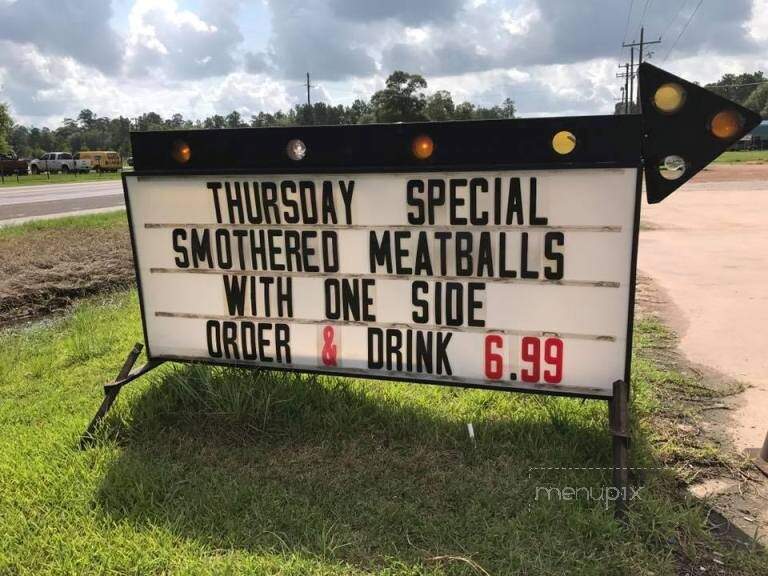 THURSDAY SPECIAL
SMOTHERED MEATBALLS
WITH ONE SIDE
ORDER & DRINK 6.99
menupix